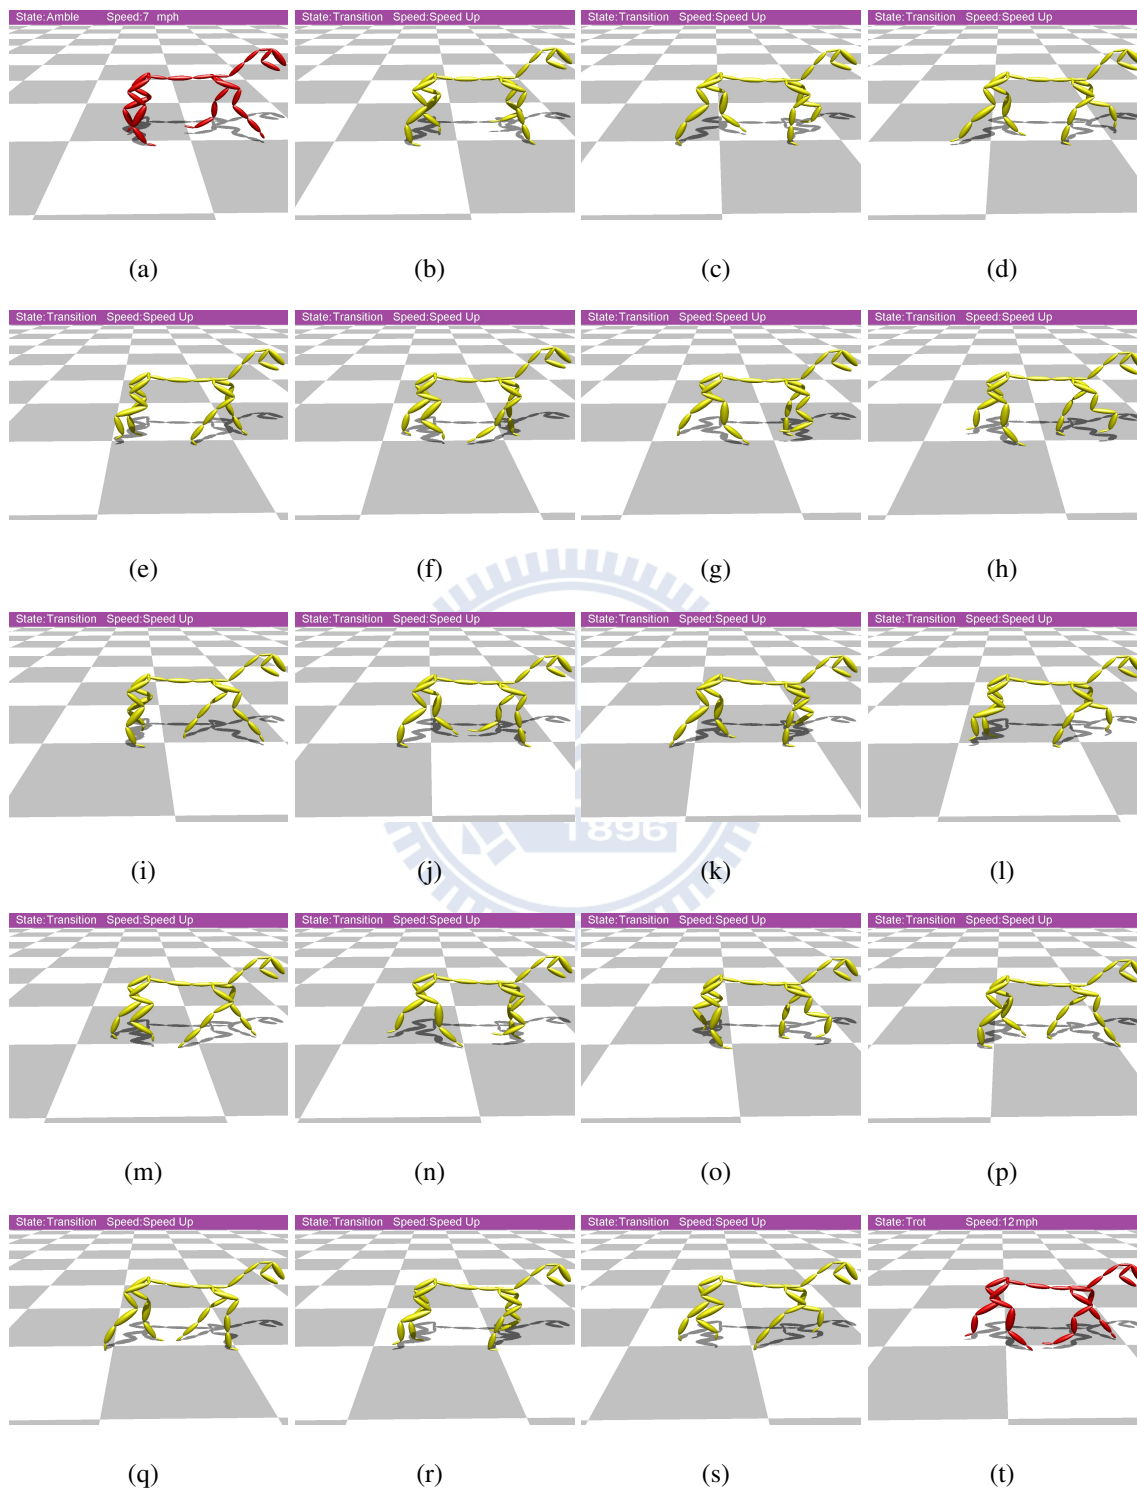 State:Amble Speed:7 mph
State:Transition Speed:Speed Up
State:Transition Speed:Speed Up
State:Transition Speed:Speed Up
(a)
(b)
(c)
(d)
State:Transition Speed:Speed Up
State:Transition Speed:Speed Up
State:Transition Speed:Speed Up
State:Transition Speed:Speed Up
(e)
(f)
(g)
(h)
State:Transition Speed:Speed Up
State:Transition Speed:Speed Up
State:Transition Speed:Speed Up
State:Transition Speed:Speed Up
1896
(i)
(j)
(k)
(l)
State:Transition Speed:Speed Up
State:Transition Speed:Speed Up
State:Transition Speed:Speed Up
State:Transition Speed:Speed Up
(m)
(n)
(o)
(p)
State:Transition Speed:Speed Up
State:Transition Speed:Speed Up
State:Transition Speed:Speed Up
State:Trot Speed:12mph
(q)
(r)
(s)
(t)